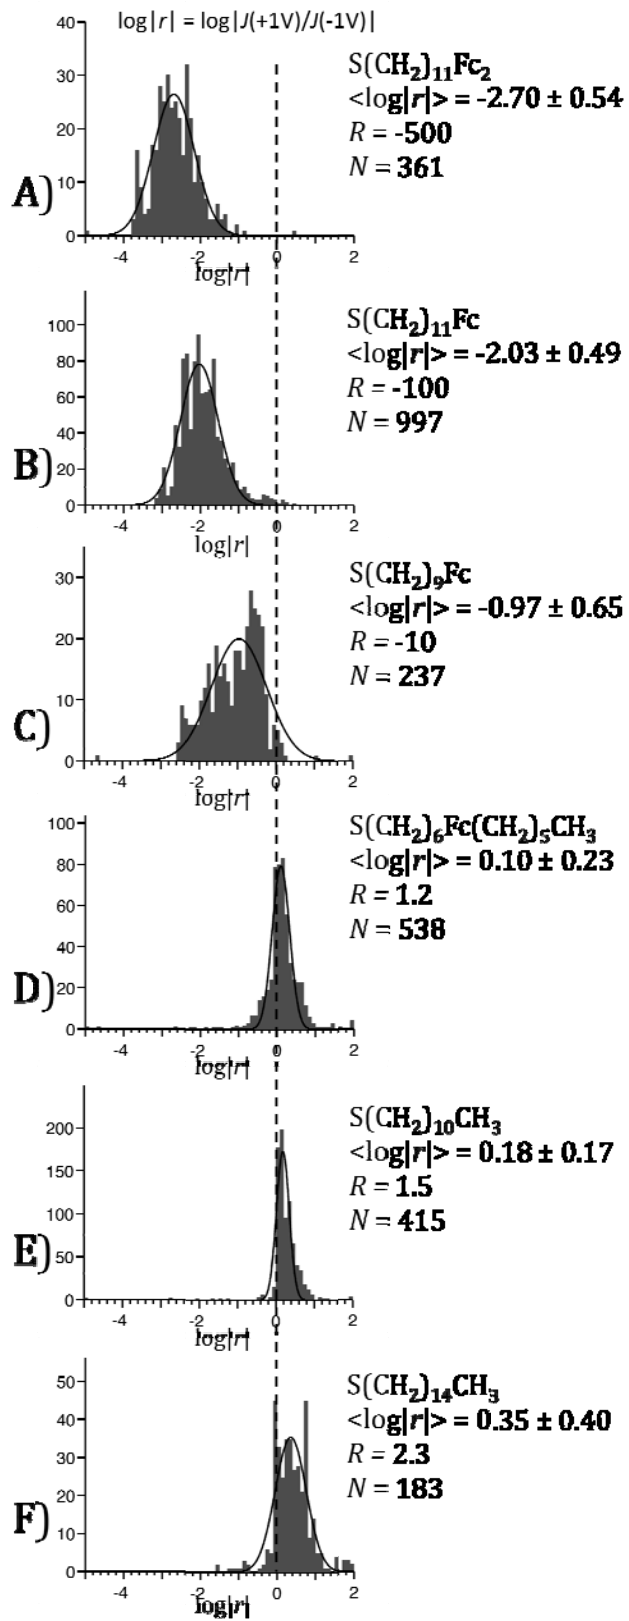 log|r| = log|J(+1V)/J(-1V)|
A)
40
30
20
10
0
-4
-2
0
2
log|r|
S(CH₂)₁₁Fc₂
<log|r|> = -2.70 ± 0.54
R = -500
N = 361
B)
100
80
60
40
20
0
-4
-2
0
2
log|r|
S(CH₂)₁₁Fc
<log|r|> = -2.03 ± 0.49
R = -100
N = 997
C)
30
20
10
0
-4
-2
0
2
log|r|
S(CH₂)₉Fc
<log|r|> = -0.97 ± 0.65
R = -10
N = 237
D)
100
80
60
40
20
0
-4
-2
0
2
log|r|
S(CH₂)₆Fc(CH₂)₅CH₃
<log|r|> = 0.10 ± 0.23
R = 1.2
N = 538
E)
200
150
100
50
0
-4
-2
0
2
log|r|
S(CH₂)₁₀CH₃
<log|r|> = 0.18 ± 0.17
R = 1.5
N = 415
F)
50
40
30
20
10
0
-4
-2
0
2
log|r|
S(CH₂)₁₄CH₃
<log|r|> = 0.35 ± 0.40
R = 2.3
N = 183